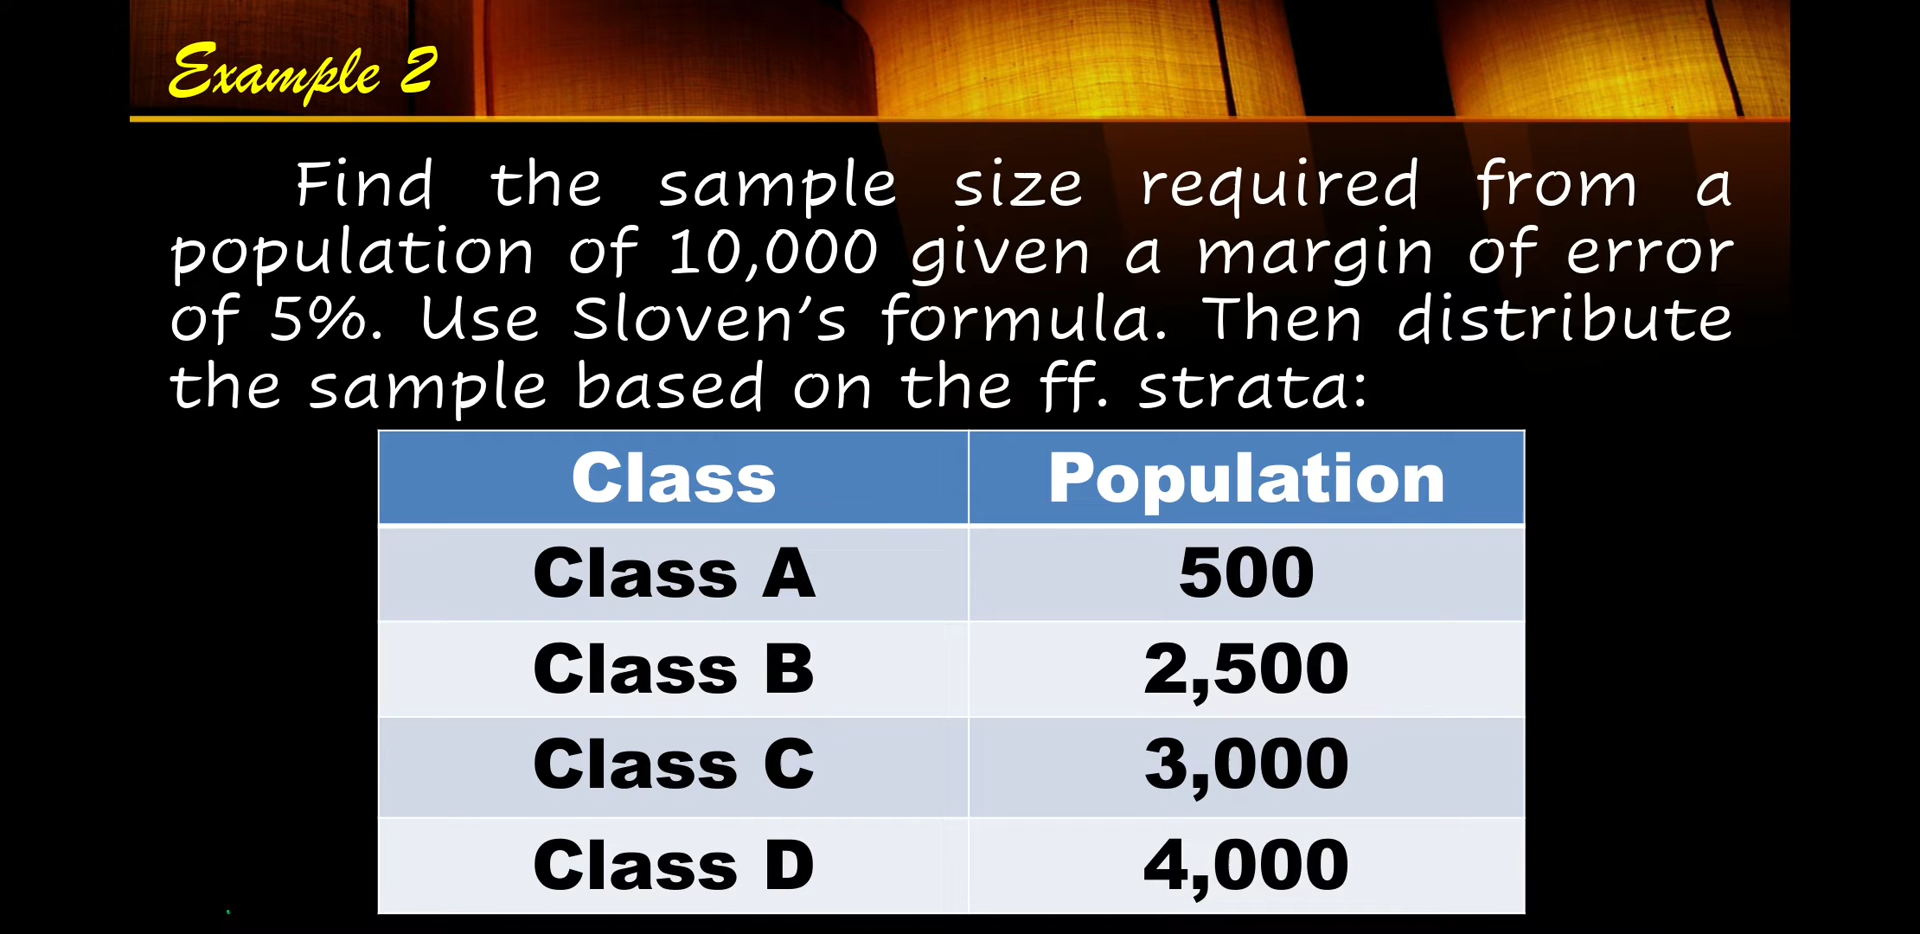 Example 2
Find the sample size required from a
population of 10,000 given a margin of error
of 5%. Use Sloven’s formula. Then distribute
the sample based on the ff. strata:
Class Population
Class A 500
Class B 2,500
Class C 3,000
Class D 4,000